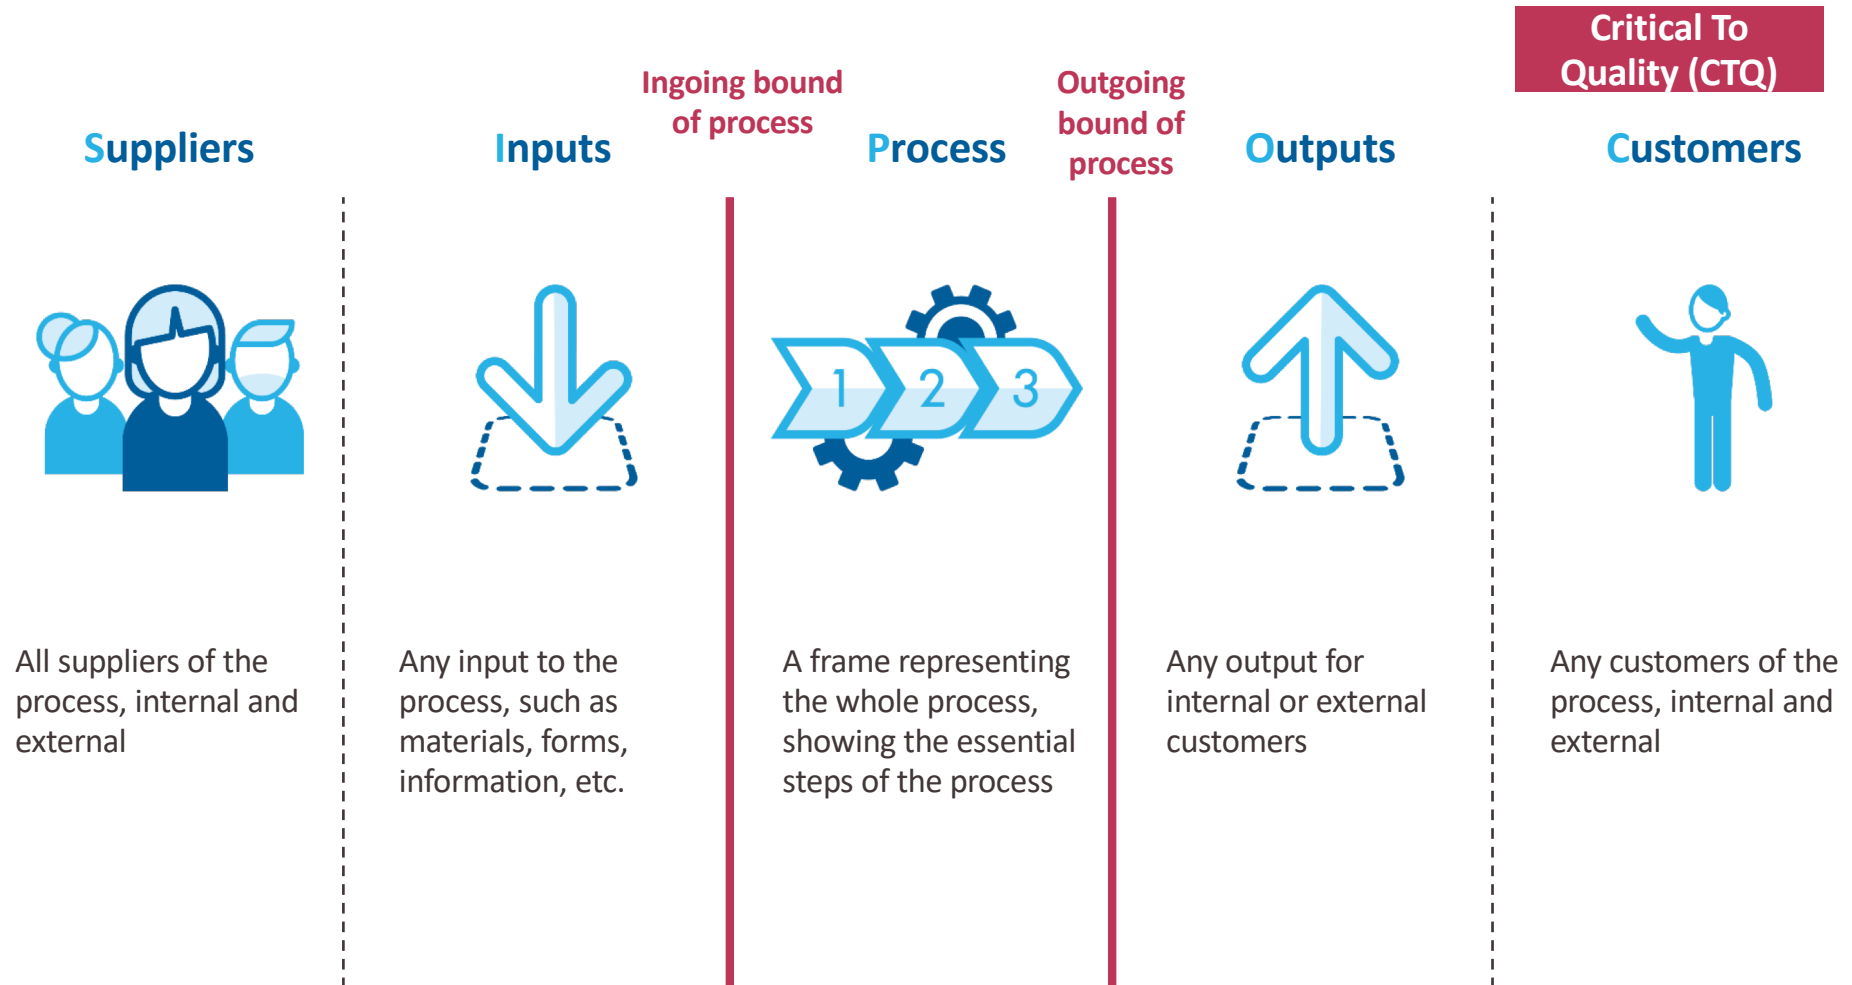 Critical To
Quality (CTQ)
Ingoing bound
of process
Outgoing
bound of
process
Suppliers
Inputs
Process
Outputs
Customers
1
2
3
All suppliers of the
process, internal and
external
Any input to the
process, such as
materials, forms,
information, etc.
A frame representing
the whole process,
showing the essential
steps of the process
Any output for
internal or external
customers
Any customers of the
process, internal and
external